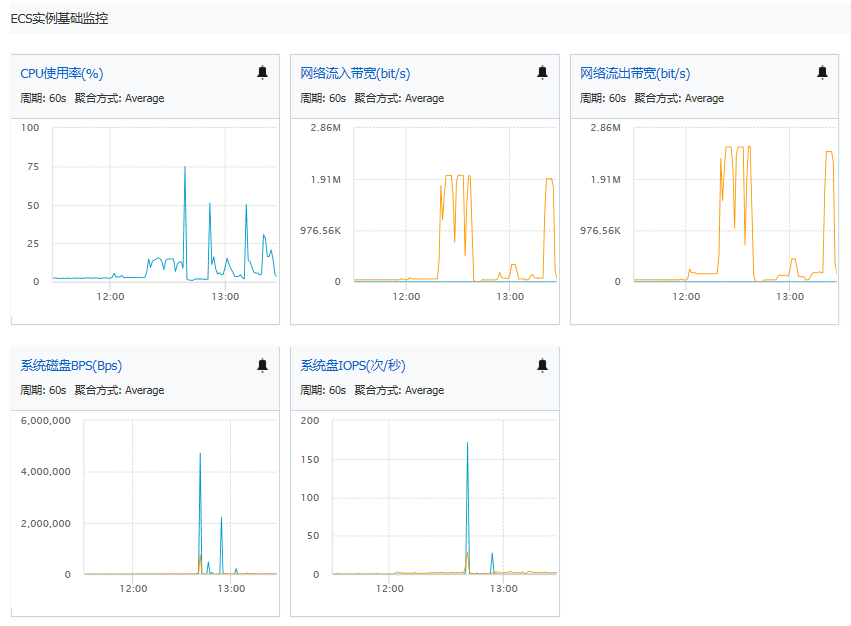 ECS实例基础监控
CPU使用率(%)
周期: 60s 聚合方式: Average
100
75
50
25
0
12:00 13:00
网络流入带宽(bit/s)
周期: 60s 聚合方式: Average
2.86M
1.91M
976.56K
0
12:00 13:00
网络流出带宽(bit/s)
周期: 60s 聚合方式: Average
2.86M
1.91M
976.56K
0
12:00 13:00
系统磁盘BPS(Bps)
周期: 60s 聚合方式: Average
6,000,000
4,000,000
2,000,000
0
12:00 13:00
系统盘IOPS(次/秒)
周期: 60s 聚合方式: Average
200
150
100
50
0
12:00 13:00